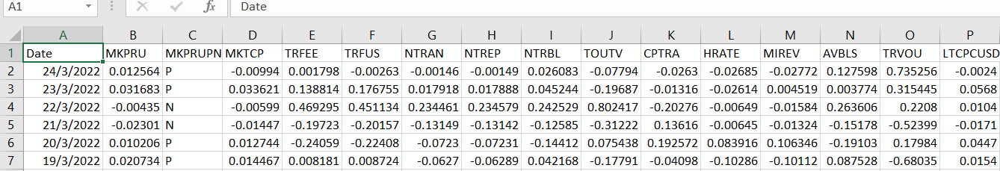 A1 fx Date
A B C D E F G H I J K L M N O P
1 Date MKPRU MKPRUPN MKTCP TRFEE TRFUS NTRAN NTREP NTRBL TOUTV CPTRA HRATE MIREV AVBLS TRVOU LTCPCUSD
2 24/3/2022 0.012564 P -0.00994 0.001798 -0.00263 -0.00146 -0.00149 0.026083 -0.07794 -0.0263 -0.02685 -0.02772 0.127598 0.735256 -0.0024
3 23/3/2022 0.031683 P 0.033621 0.138814 0.176755 0.017918 0.017888 0.045244 -0.19687 -0.01316 -0.02614 0.004519 0.003774 0.315445 0.0568
4 22/3/2022 -0.00435 N -0.00599 0.469295 0.451134 0.234461 0.234579 0.242529 0.802417 -0.20276 -0.00649 -0.01584 0.263606 0.2208 0.0104
5 21/3/2022 -0.02301 N -0.01447 -0.19723 -0.20157 -0.13149 -0.13142 -0.12585 -0.31222 0.13616 -0.00645 -0.01324 -0.15178 -0.52399 -0.0171
6 20/3/2022 0.010206 P 0.012744 -0.24059 -0.22408 -0.0723 -0.07231 -0.14412 0.075438 0.192572 0.083916 0.106346 -0.19103 0.17984 0.0447
7 19/3/2022 0.020734 P 0.014467 0.008181 0.008724 -0.0627 -0.06289 0.042168 -0.17791 -0.04098 -0.10286 -0.10112 0.087528 -0.68035 0.0154